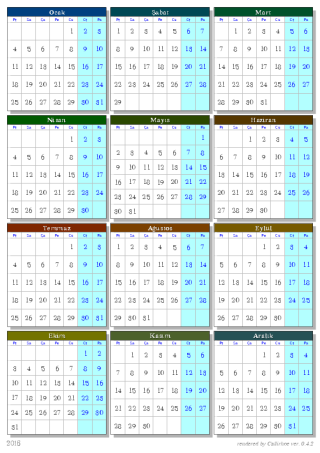 Ocak
Pt Sa Ça Pe Cu Ct Pa
1 2 3
4 5 6 7 8 9 10
11 12 13 14 15 16 17
18 19 20 21 22 23 24
25 26 27 28 29 30 31
Şubat
Pt Sa Ça Pe Cu Ct Pa
1 2 3 4 5 6 7
8 9 10 11 12 13 14
15 16 17 18 19 20 21
22 23 24 25 26 27 28
29
Mart
Pt Sa Ça Pe Cu Ct Pa
1 2 3 4 5 6
7 8 9 10 11 12 13
14 15 16 17 18 19 20
21 22 23 24 25 26 27
28 29 30 31
Nisan
Pt Sa Ça Pe Cu Ct Pa
1 2 3
4 5 6 7 8 9 10
11 12 13 14 15 16 17
18 19 20 21 22 23 24
25 26 27 28 29 30
Mayıs
Pt Sa Ça Pe Cu Ct Pa
1
2 3 4 5 6 7 8
9 10 11 12 13 14 15
16 17 18 19 20 21 22
23 24 25 26 27 28 29
30 31
Haziran
Pt Sa Ça Pe Cu Ct Pa
1 2 3 4 5
6 7 8 9 10 11 12
13 14 15 16 17 18 19
20 21 22 23 24 25 26
27 28 29 30
Temmuz
Pt Sa Ça Pe Cu Ct Pa
1 2 3
4 5 6 7 8 9 10
11 12 13 14 15 16 17
18 19 20 21 22 23 24
25 26 27 28 29 30 31
Ağustos
Pt Sa Ça Pe Cu Ct Pa
1 2 3 4 5 6 7
8 9 10 11 12 13 14
15 16 17 18 19 20 21
22 23 24 25 26 27 28
29 30 31
Eylül
Pt Sa Ça Pe Cu Ct Pa
1 2 3 4
5 6 7 8 9 10 11
12 13 14 15 16 17 18
19 20 21 22 23 24 25
26 27 28 29 30
Ekim
Pt Sa Ça Pe Cu Ct Pa
1 2
3 4 5 6 7 8 9
10 11 12 13 14 15 16
17 18 19 20 21 22 23
24 25 26 27 28 29 30
31
Kasım
Pt Sa Ça Pe Cu Ct Pa
1 2 3 4 5 6
7 8 9 10 11 12 13
14 15 16 17 18 19 20
21 22 23 24 25 26 27
28 29 30
Aralık
Pt Sa Ça Pe Cu Ct Pa
1 2 3 4
5 6 7 8 9 10 11
12 13 14 15 16 17 18
19 20 21 22 23 24 25
26 27 28 29 30 31
2016
rendered by ver. 0.4.2